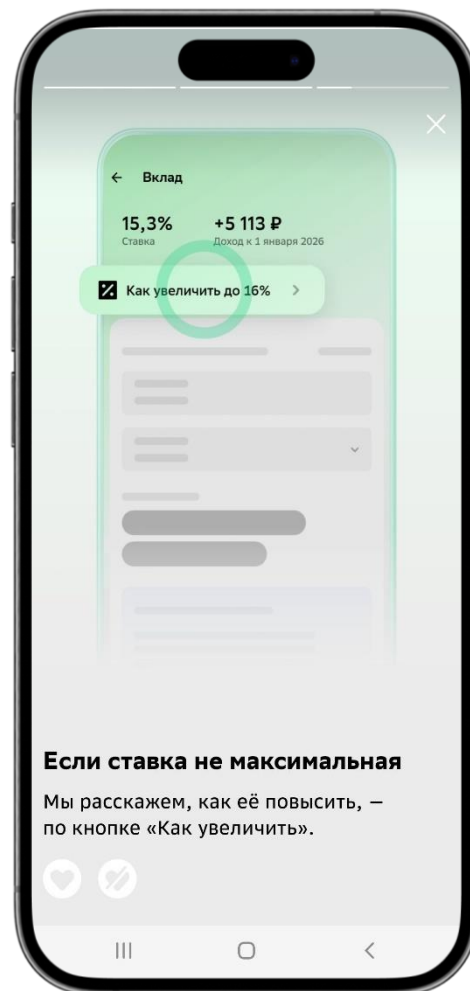 ← Вклад
15,3% +5 113 ₽
Ставка Доход к 1 января 2026
Как увеличить до 16%
Если ставка не максимальная
Мы расскажем, как её повысить, —
по кнопке «Как увеличить».